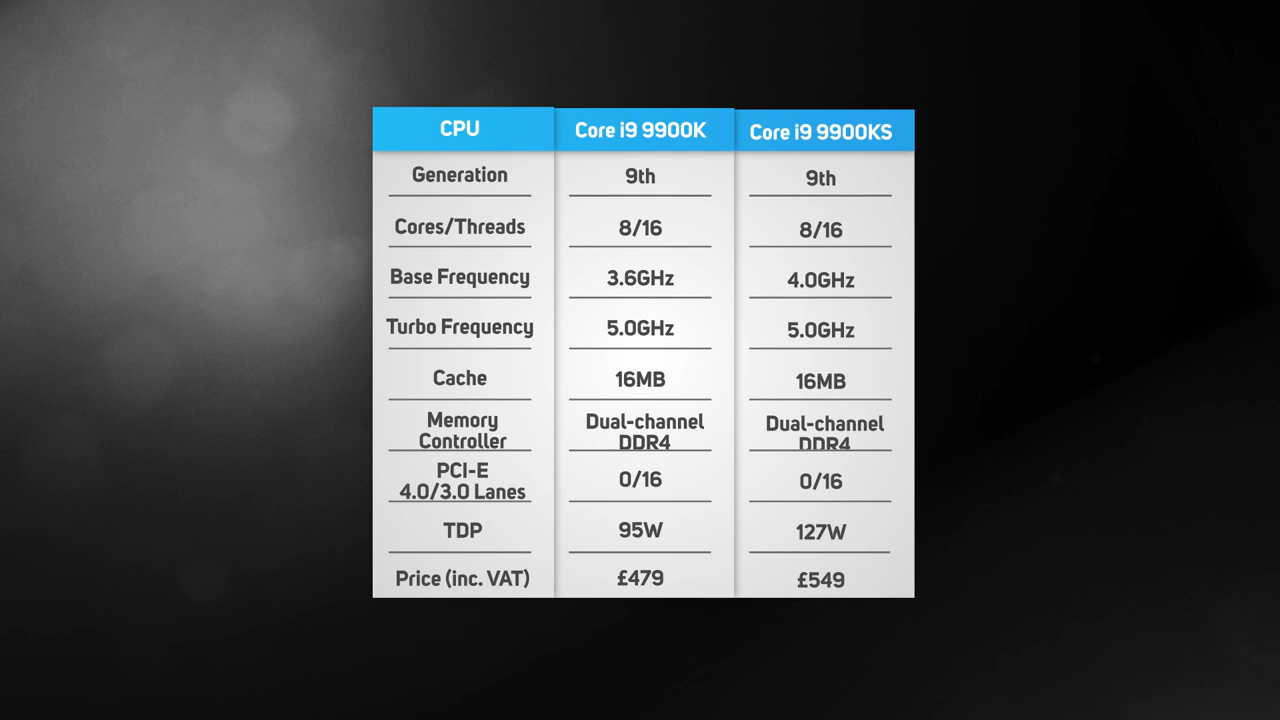 CPU Core i9 9900K Core i9 9900KS
Generation 9th 9th
Cores/Threads 8/16 8/16
Base Frequency 3.6GHz 4.0GHz
Turbo Frequency 5.0GHz 5.0GHz
Cache 16MB 16MB
Memory Controller Dual-channel DDR4 Dual-channel DDR4
PCI-E 4.0/3.0 Lanes 0/16 0/16
TDP 95W 127W
Price (inc. VAT) £479 £549